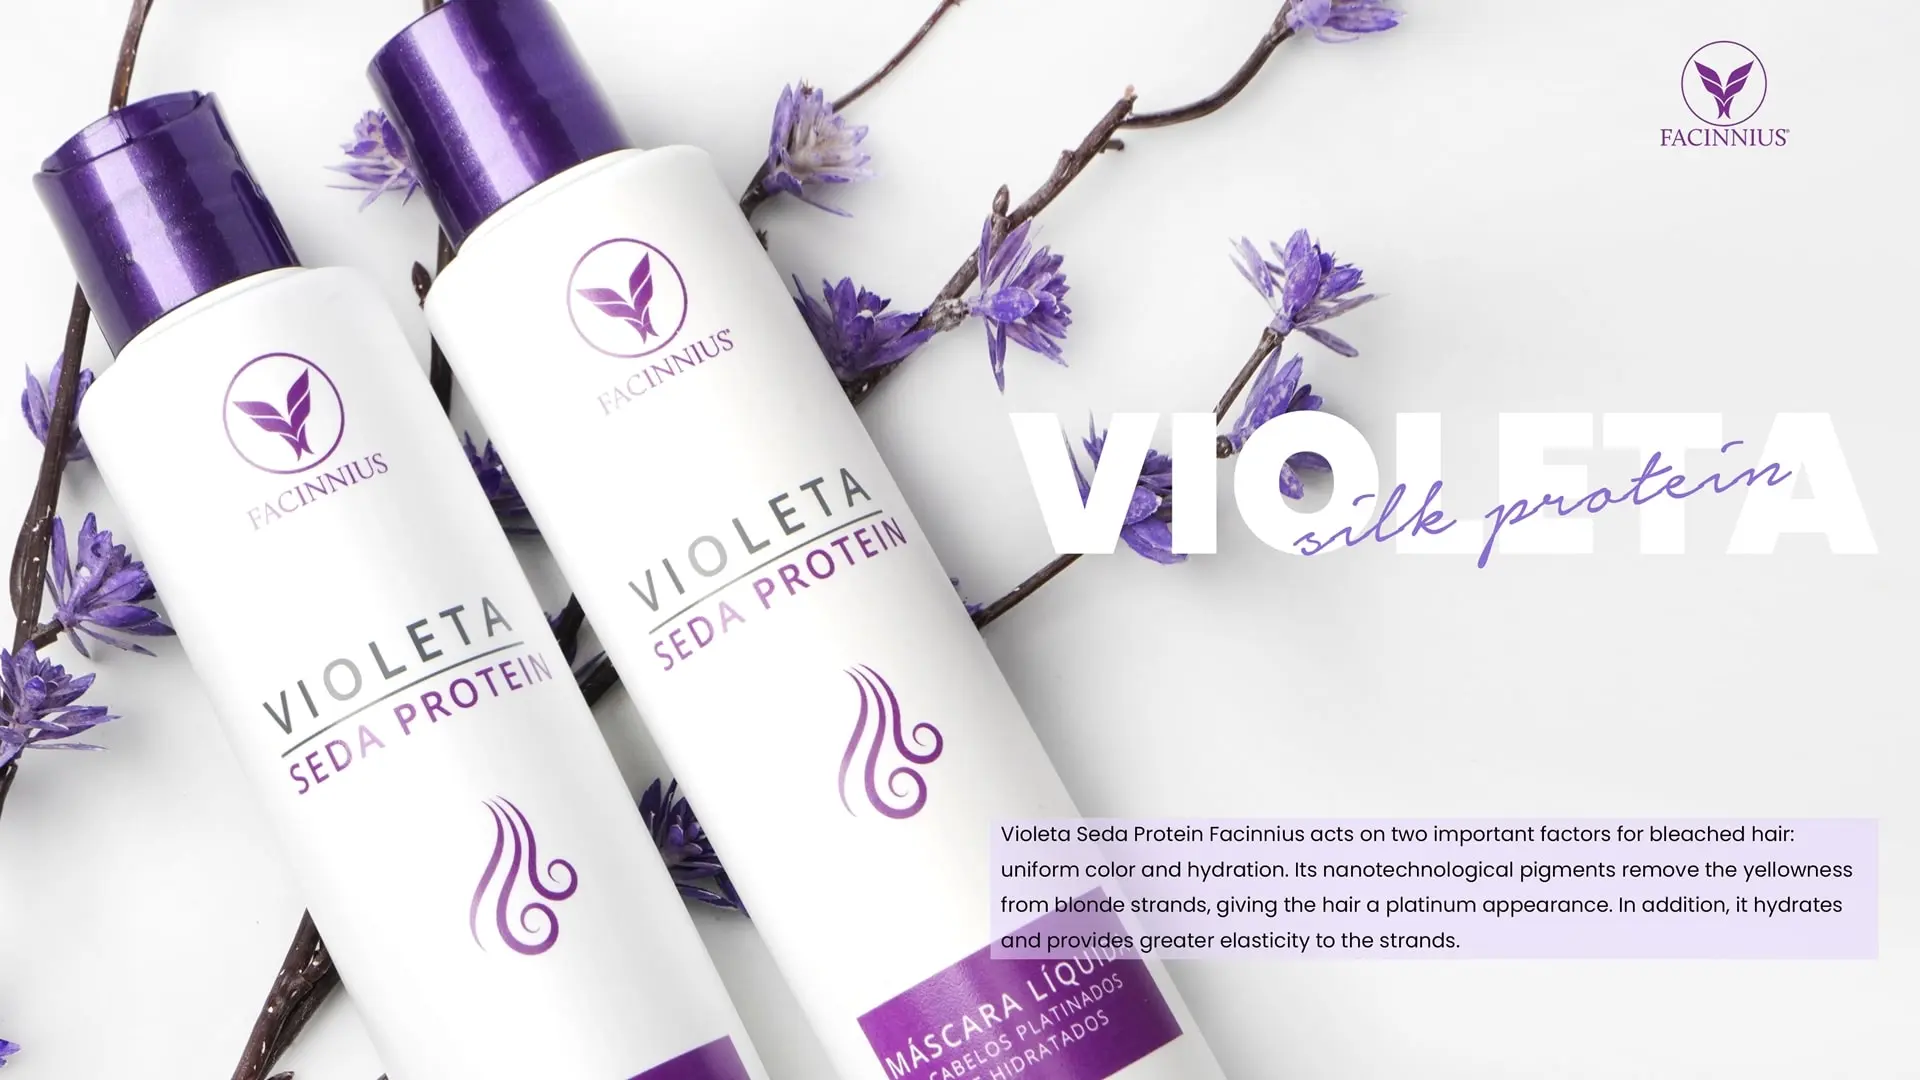 FACINNIUS
FACINNIUS
FACINNIUS
VIOLETA
SEDA PROTEIN
VIOLETA
SEDA PROTEIN
VIOLETA
silk protein
Violeta Seda Protein Facinnius acts on two important factors for bleached hair:
uniform color and hydration. Its nanotechnological pigments remove the yellowness
from blonde strands, giving the hair a platinum appearance. In addition, it hydrates
and provides greater elasticity to the strands.
MÁSCARA LÍQUIDA
CABELOS PLATINADOS
E HIDRATADOS